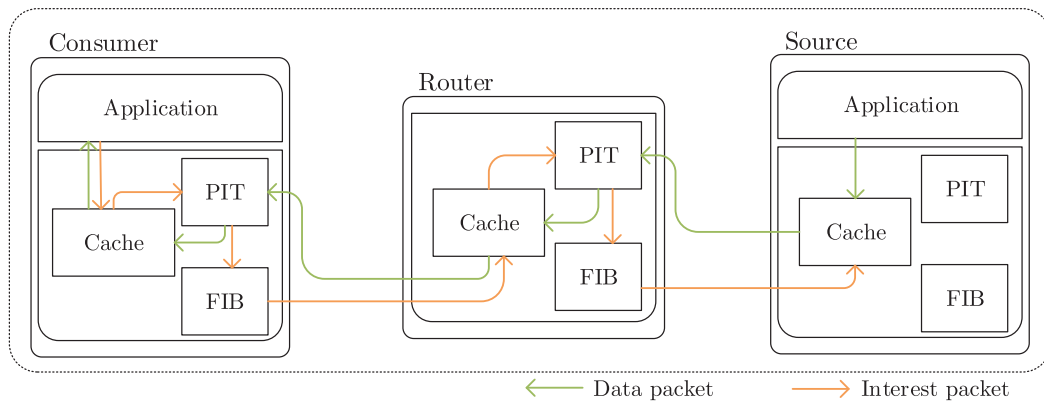 Consumer
Application
PIT
Cache
FIB
Router
PIT
Cache
FIB
Source
Application
PIT
Cache
FIB
Data packet
Interest packet